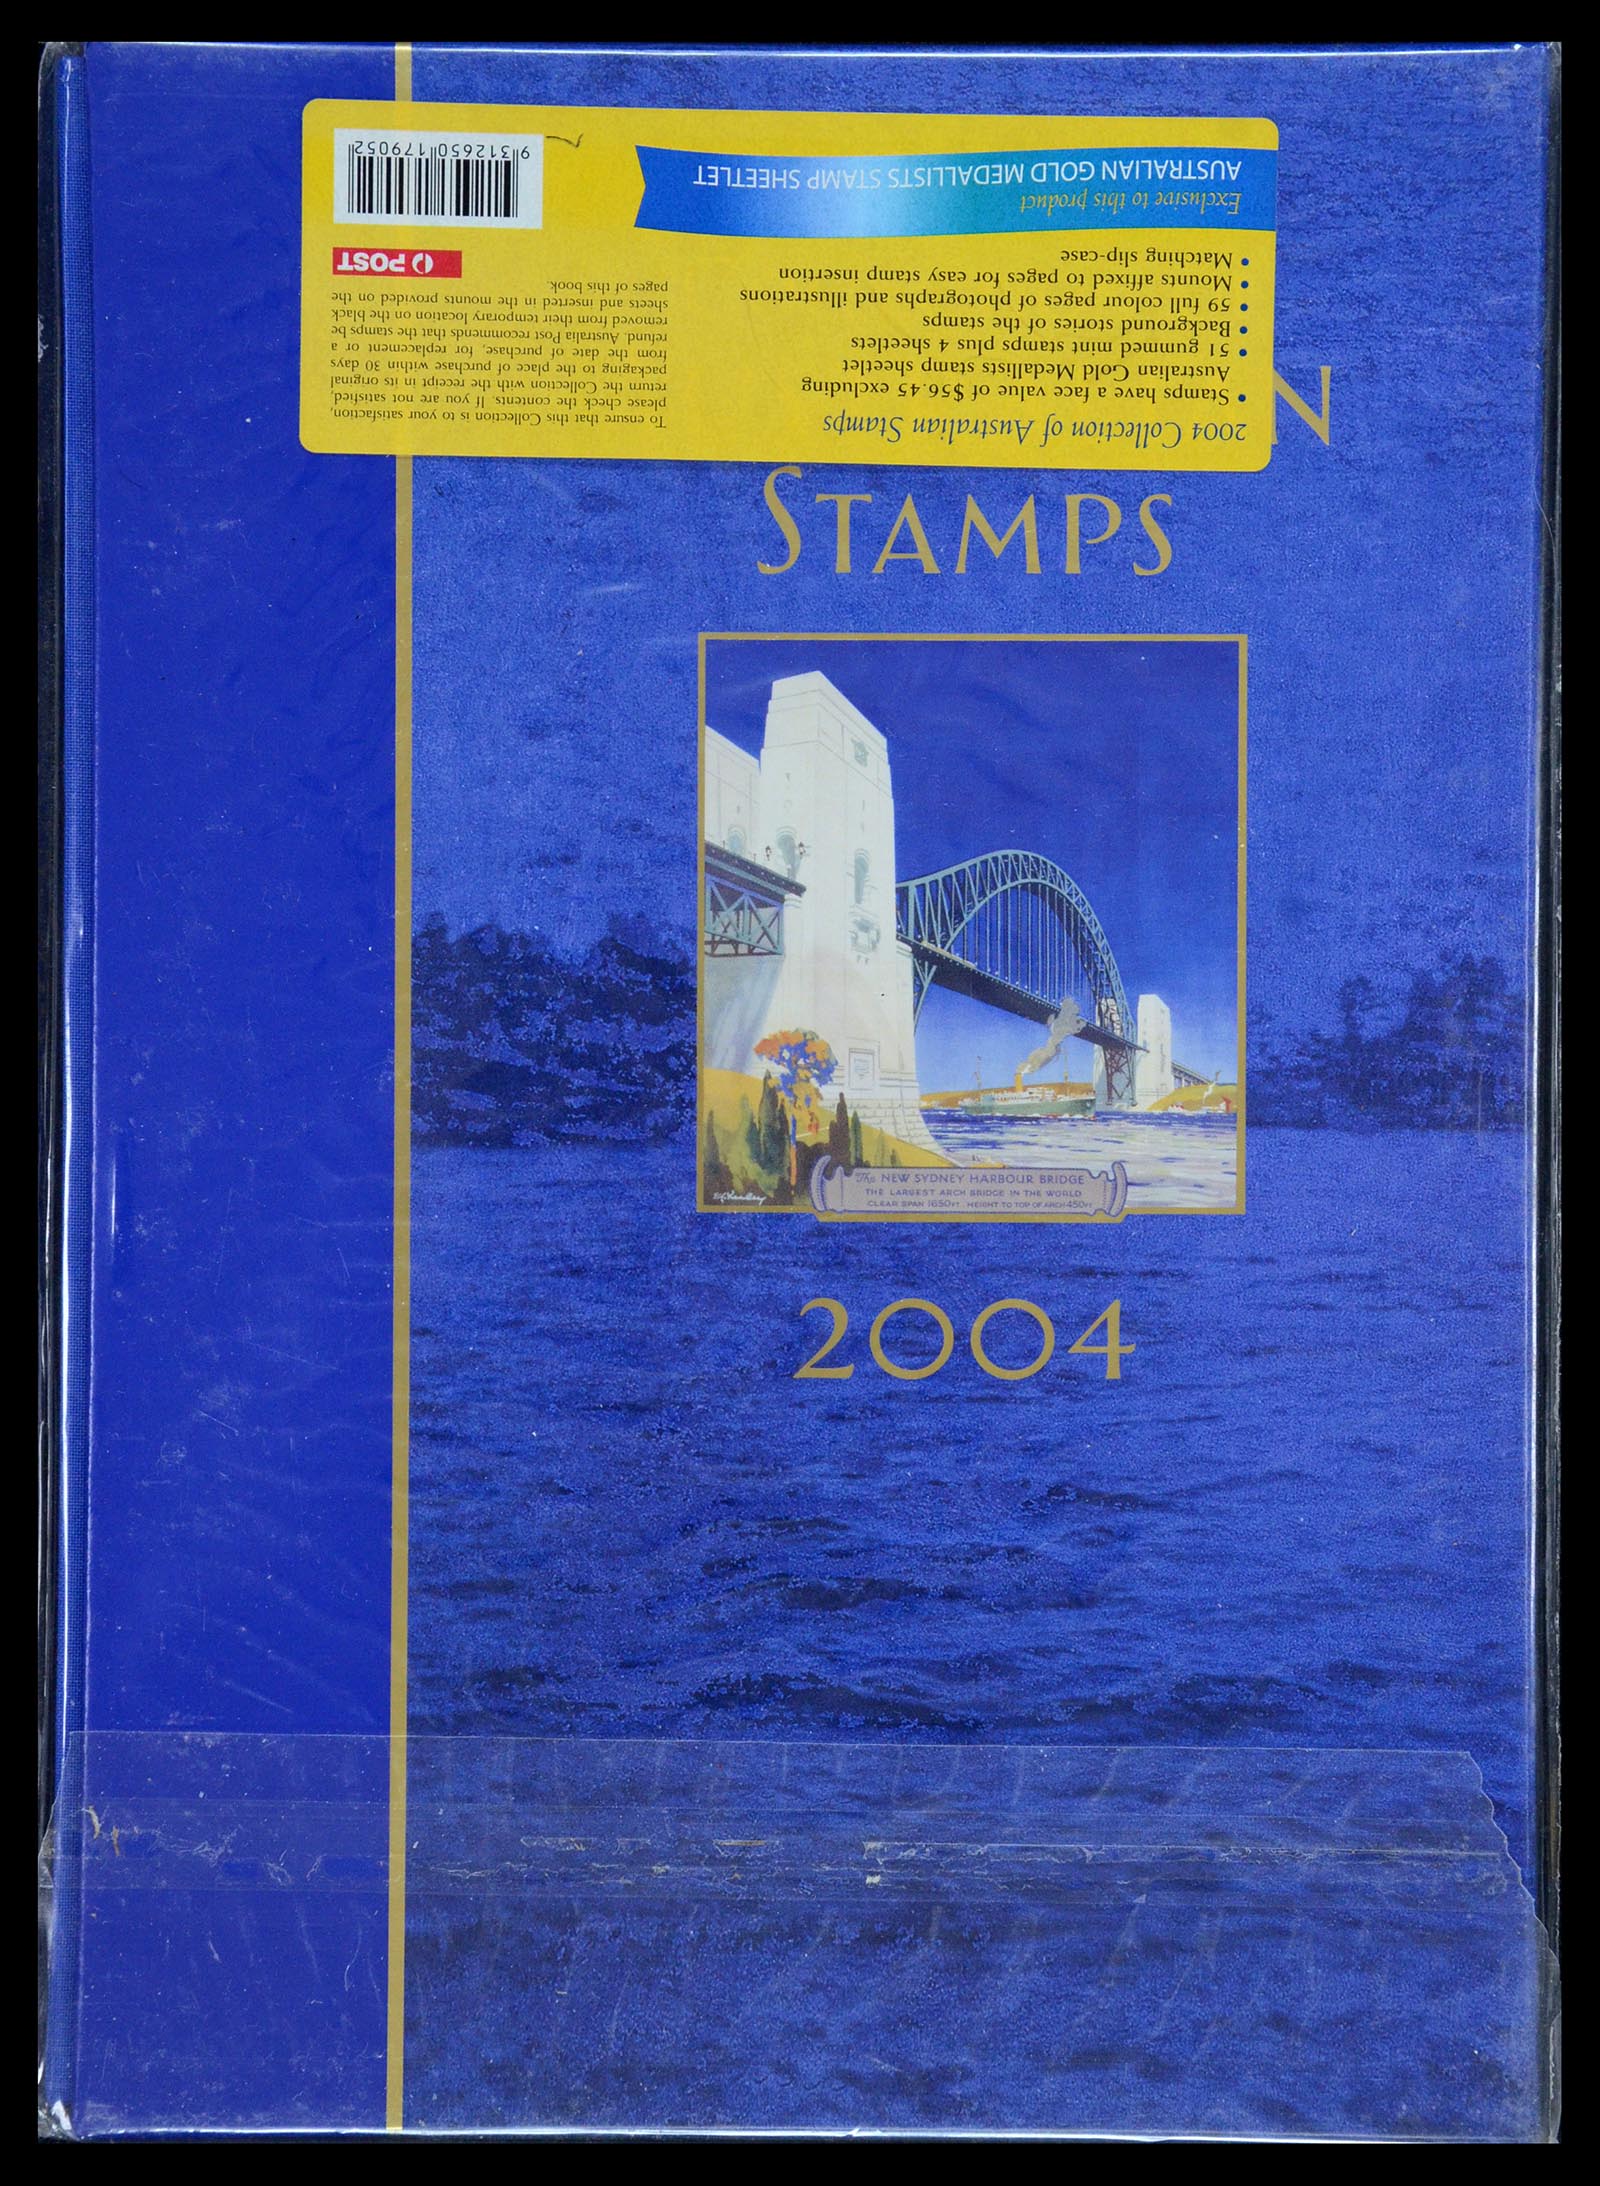 2004 Collection of Australian Stamps
• Stamps have a face value of $56.45 excluding
Australian Gold Medallists stamp sheetlet
• 51 gummed mint stamps plus 4 sheetlets
• Background stories of the stamps
• 59 full colour pages of photographs and illustrations
• Mounts affixed to pages for easy stamp insertion
• Matching slip-case
Exclusive to this product
AUSTRALIAN GOLD MEDALLISTS STAMP SHEETLET
To ensure that this Collection is to your satisfaction,
please check the contents. If you are not satisfied,
return the Collection with the receipt in its original
packaging to the place of purchase within 30 days
from the date of purchase, for replacement or a
refund. Australia Post recommends that the stamps be
removed from their temporary location on the black
sheets and inserted in the mounts provided on the
pages of this book.
POST
9 312650 179052
N
STAMPS
The NEW SYDNEY HARBOUR BRIDGE
THE LARGEST ARCH BRIDGE IN THE WORLD
CLEAR SPAN 1650FT. HEIGHT TO TOP OF ARCH 450FT
2004